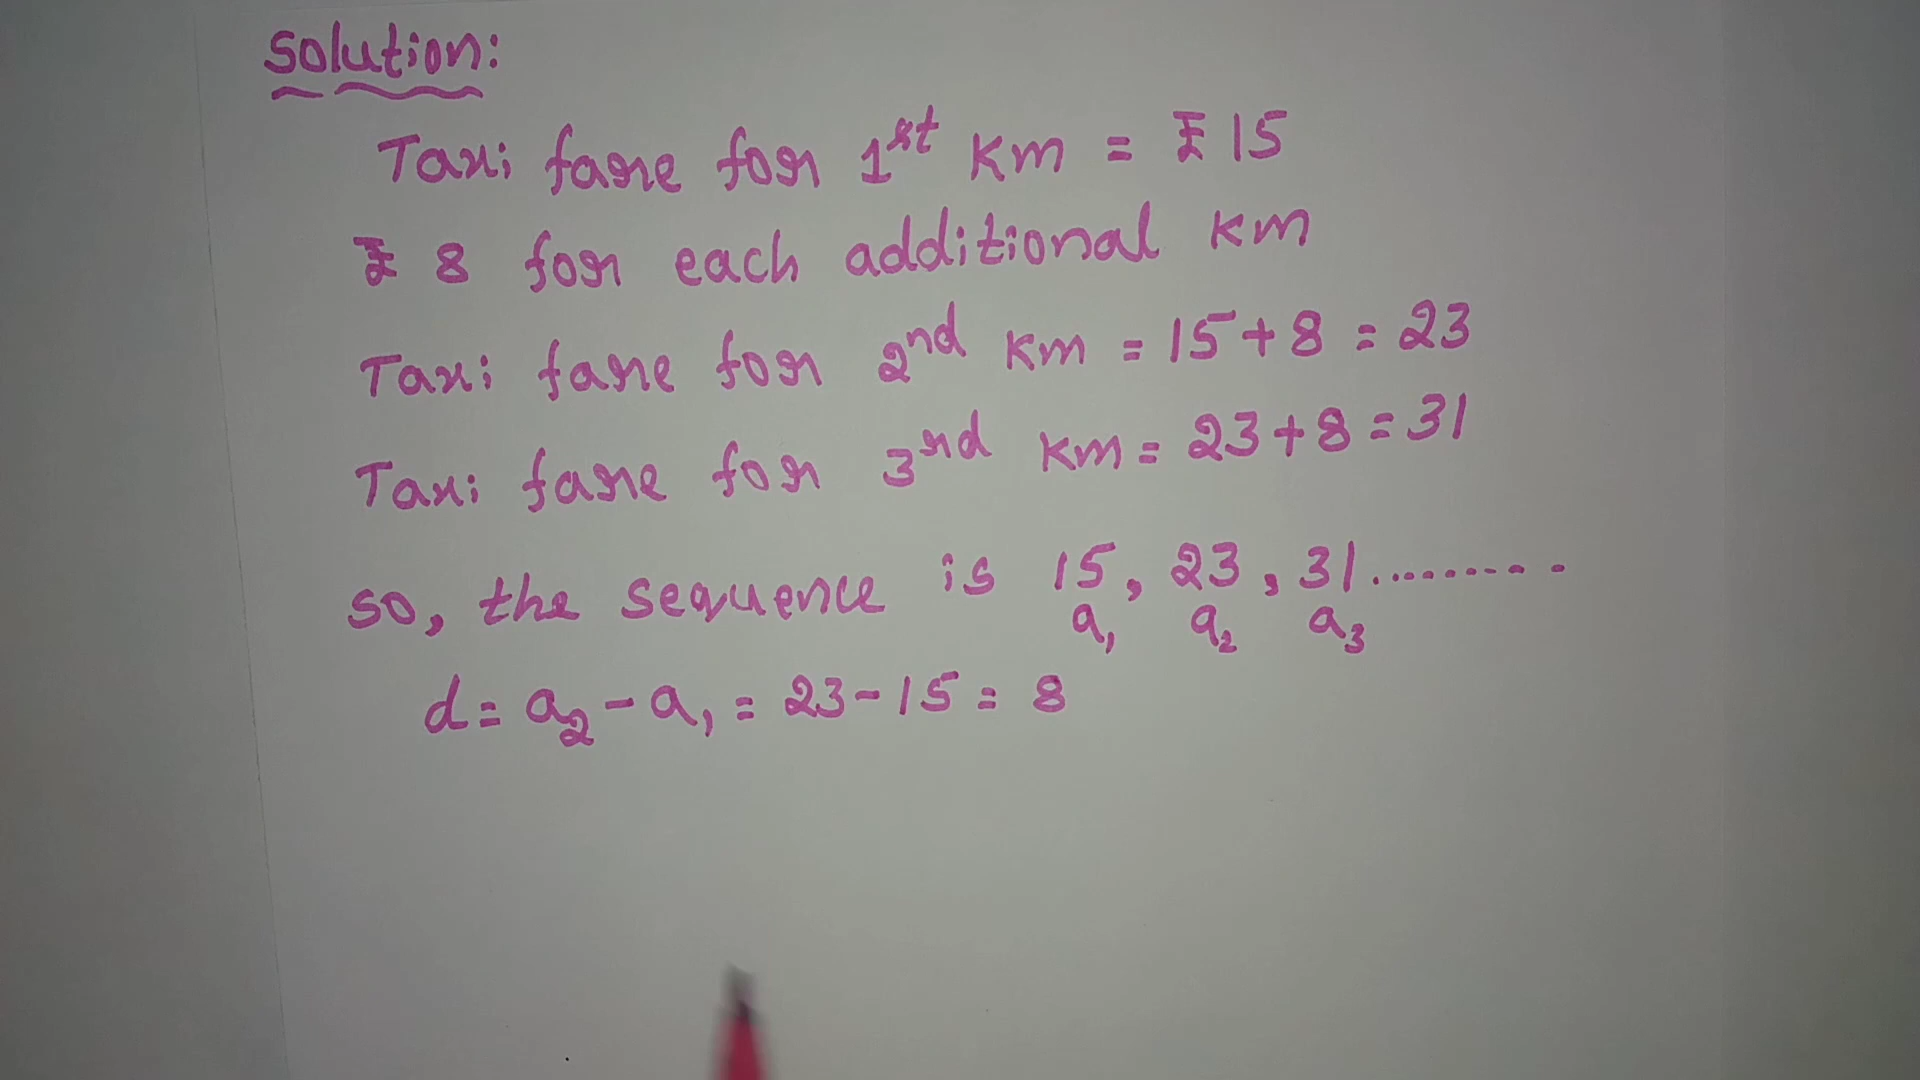 Solution:
Taxi fare for 1st Km = ₹ 15
₹ 8 for each additional Km
Taxi fare for 2nd Km = 15 + 8 = 23
Taxi fare for 3rd Km = 23 + 8 = 31
So, the sequence is 15, 23, 31..........
a₁ a₂ a₃
d = a₂ - a₁ = 23 - 15 = 8